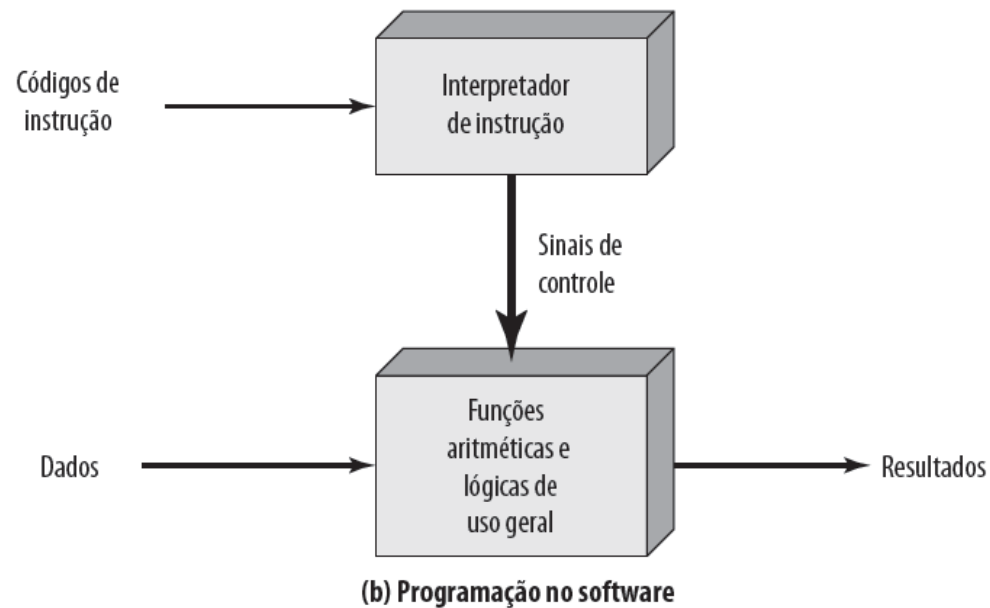 Códigos de
instrução
Interpretador
de instrução
Sinais de
controle
Funções
aritméticas e
lógicas de
uso geral
Dados
Resultados
(b) Programação no software